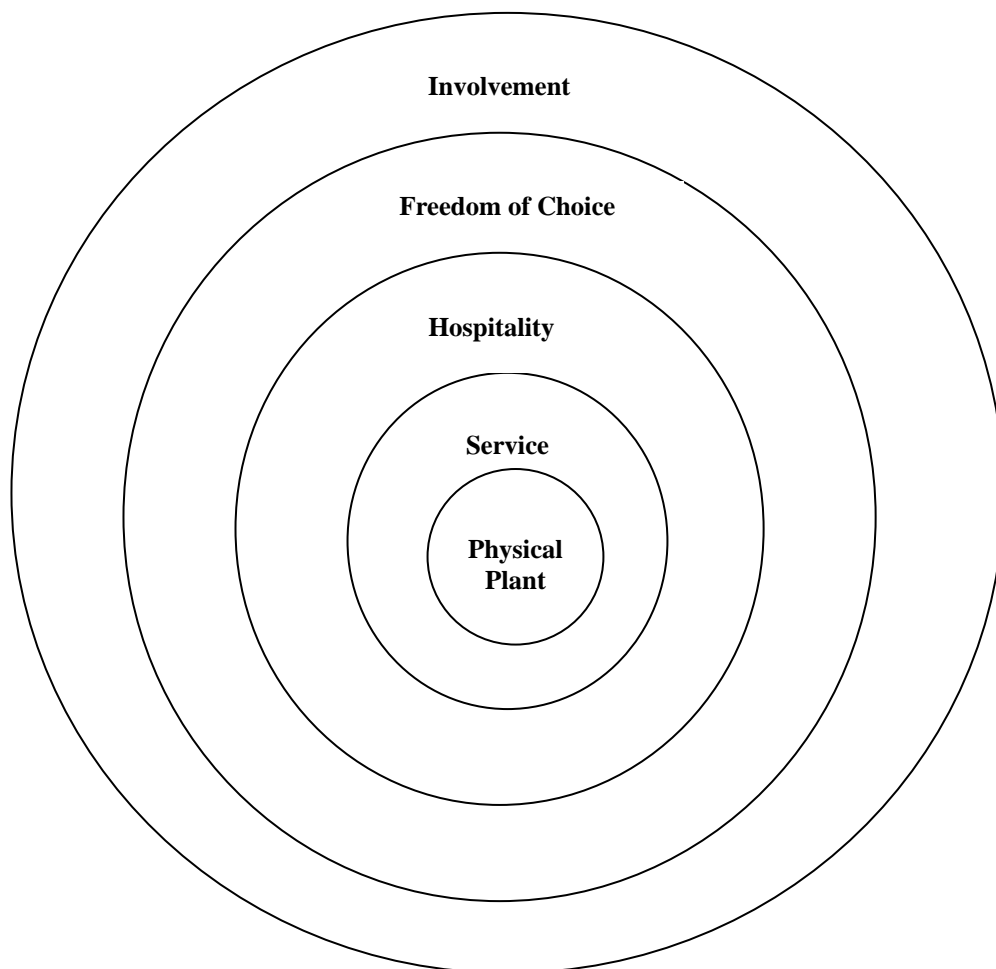 Involvement
Freedom of Choice
Hospitality
Service
Physical
Plant